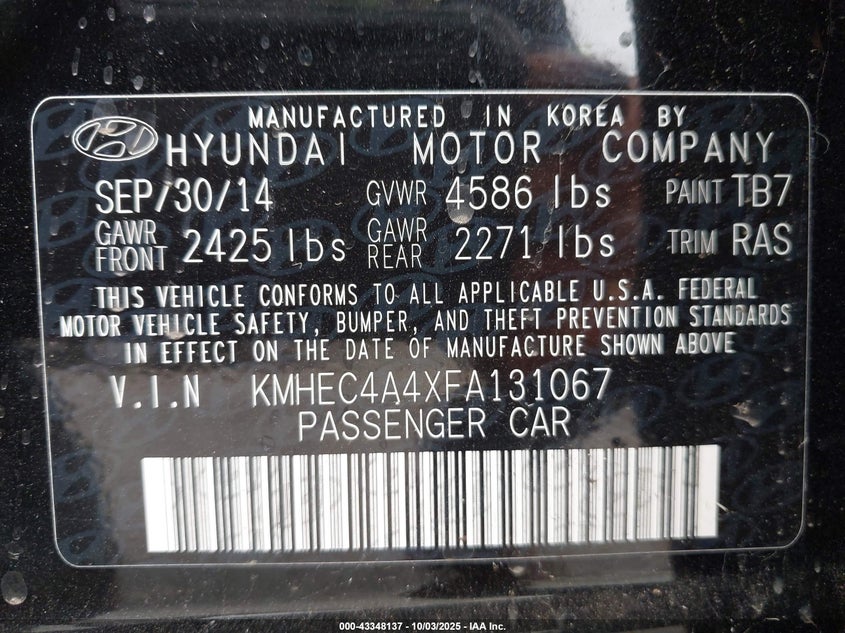 MANUFACTURED IN KOREA BY
HYUNDAI MOTOR COMPANY
SEP/30/14 GVWR 4586 lbs PAINT TB7
GAWR FRONT 2425 lbs GAWR REAR 2271 lbs TRIM RAS
THIS VEHICLE CONFORMS TO ALL APPLICABLE U.S.A. FEDERAL
MOTOR VEHICLE SAFETY, BUMPER, AND THEFT PREVENTION STANDARDS
IN EFFECT ON THE DATE OF MANUFACTURE SHOWN ABOVE
V.I.N KMHEC4A4XFA131067
PASSENGER CAR
000-43348137 - 10/03/2025 - IAA Inc.